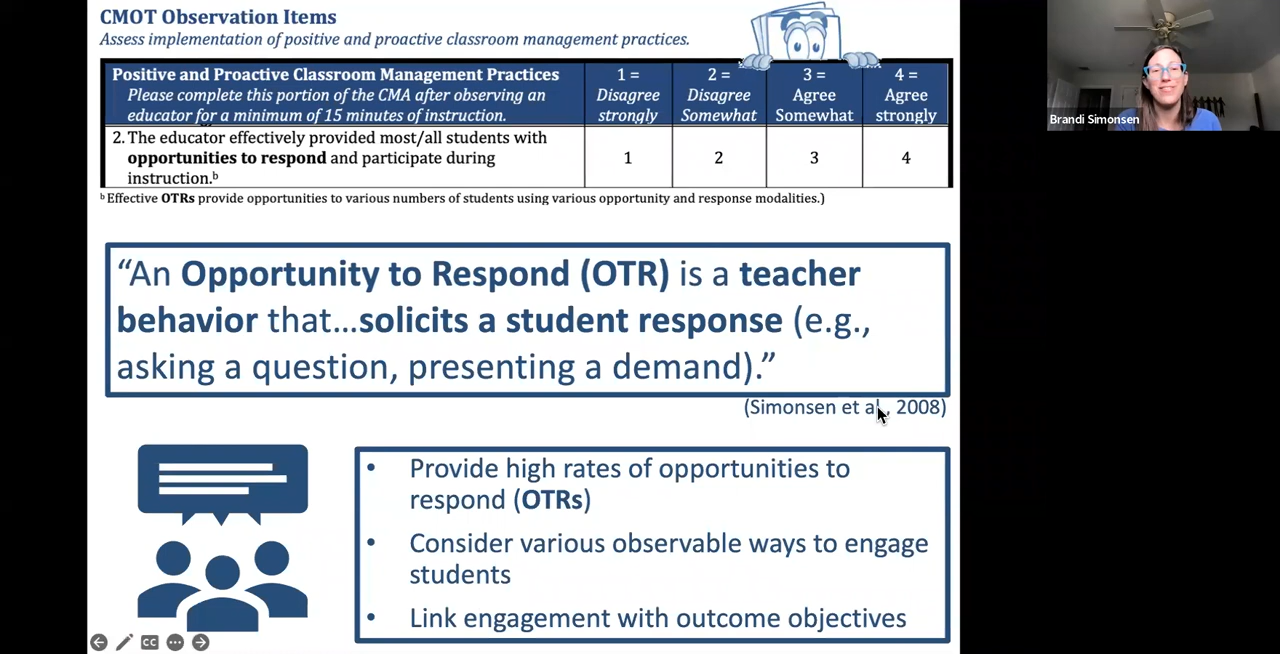 CMOT Observation Items
Assess implementation of positive and proactive classroom management practices.
Positive and Proactive Classroom Management Practices
Please complete this portion of the CMA after observing an
educator for a minimum of 15 minutes of instruction.
1 =
Disagree
strongly
2 =
Disagree
Somewhat
3 =
Agree
Somewhat
4 =
Agree
strongly
2. The educator effectively provided most/all students with
opportunities to respond and participate during
instruction.ᵇ
1
2
3
4
ᵇ Effective OTRs provide opportunities to various numbers of students using various opportunity and response modalities.)
“An Opportunity to Respond (OTR) is a teacher
behavior that…solicits a student response (e.g.,
asking a question, presenting a demand).”
(Simonsen et al., 2008)
• Provide high rates of opportunities to
respond (OTRs)
• Consider various observable ways to engage
students
• Link engagement with outcome objectives
CC
Brandi Simonsen